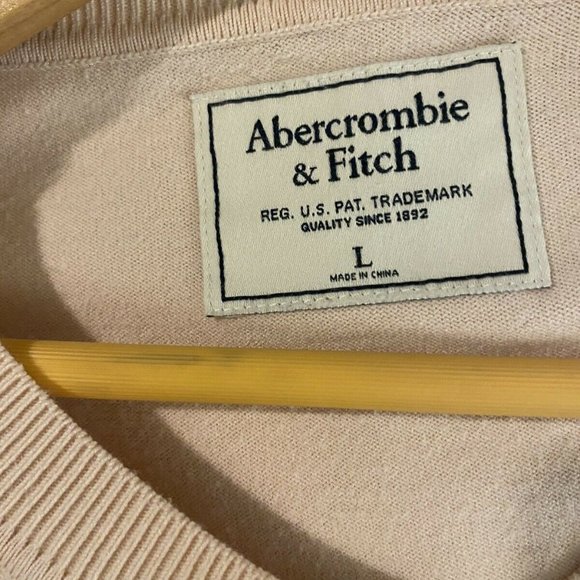 Abercrombie
& Fitch
REG. U.S. PAT. TRADEMARK
QUALITY SINCE 1892
L
MADE IN CHINA